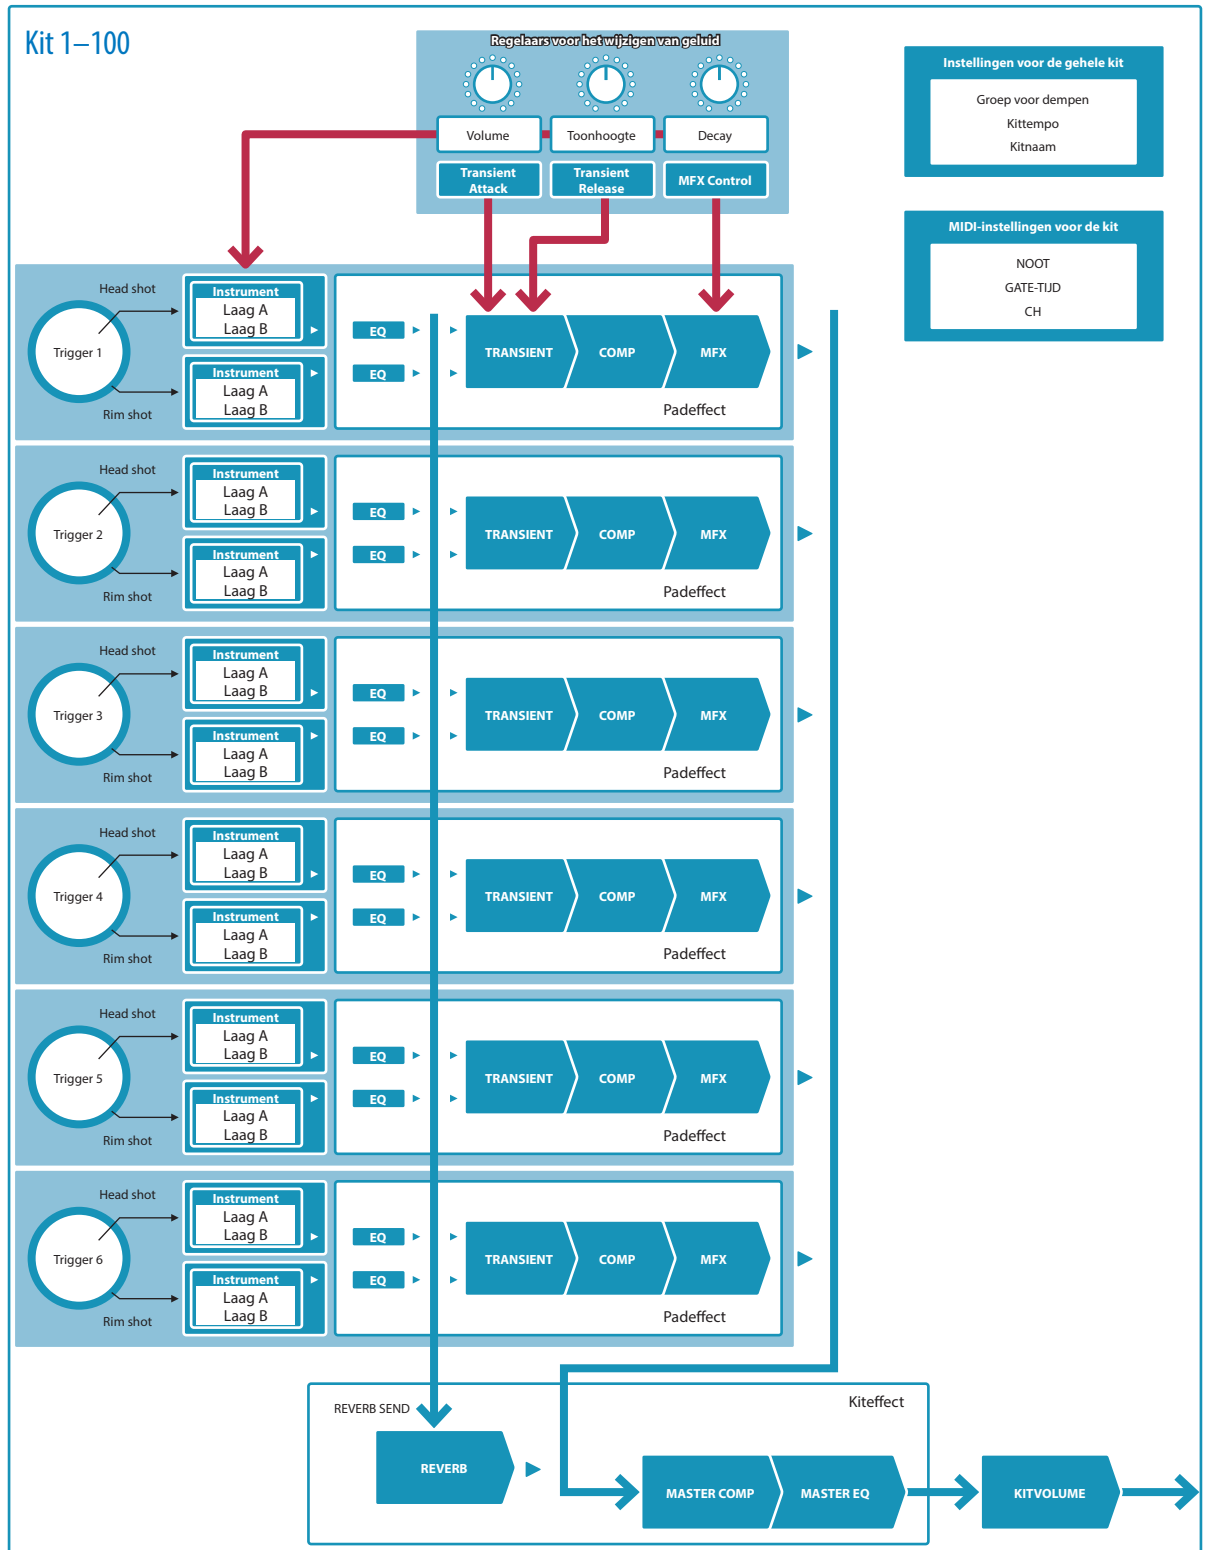 Kit 1–100
Regelaars voor het wijzigen van geluid
Volume
Toonhoogte
Decay
Transient
Attack
Transient
Release
MFX Control
Instellingen voor de gehele kit
Groep voor dempen
Kittempo
Kitnaam
MIDI-instellingen voor de kit
NOOT
GATE-TIJD
CH
Head shot
Trigger 1
Rim shot
Instrument
Laag A
Laag B
Instrument
Laag A
Laag B
EQ
EQ
TRANSIENT
COMP
MFX
Padeffect
Head shot
Trigger 2
Rim shot
Instrument
Laag A
Laag B
Instrument
Laag A
Laag B
EQ
EQ
TRANSIENT
COMP
MFX
Padeffect
Head shot
Trigger 3
Rim shot
Instrument
Laag A
Laag B
Instrument
Laag A
Laag B
EQ
EQ
TRANSIENT
COMP
MFX
Padeffect
Head shot
Trigger 4
Rim shot
Instrument
Laag A
Laag B
Instrument
Laag A
Laag B
EQ
EQ
TRANSIENT
COMP
MFX
Padeffect
Head shot
Trigger 5
Rim shot
Instrument
Laag A
Laag B
Instrument
Laag A
Laag B
EQ
EQ
TRANSIENT
COMP
MFX
Padeffect
Head shot
Trigger 6
Rim shot
Instrument
Laag A
Laag B
Instrument
Laag A
Laag B
EQ
EQ
TRANSIENT
COMP
MFX
Padeffect
Kiteffect
REVERB SEND
REVERB
MASTER COMP
MASTER EQ
KITVOLUME